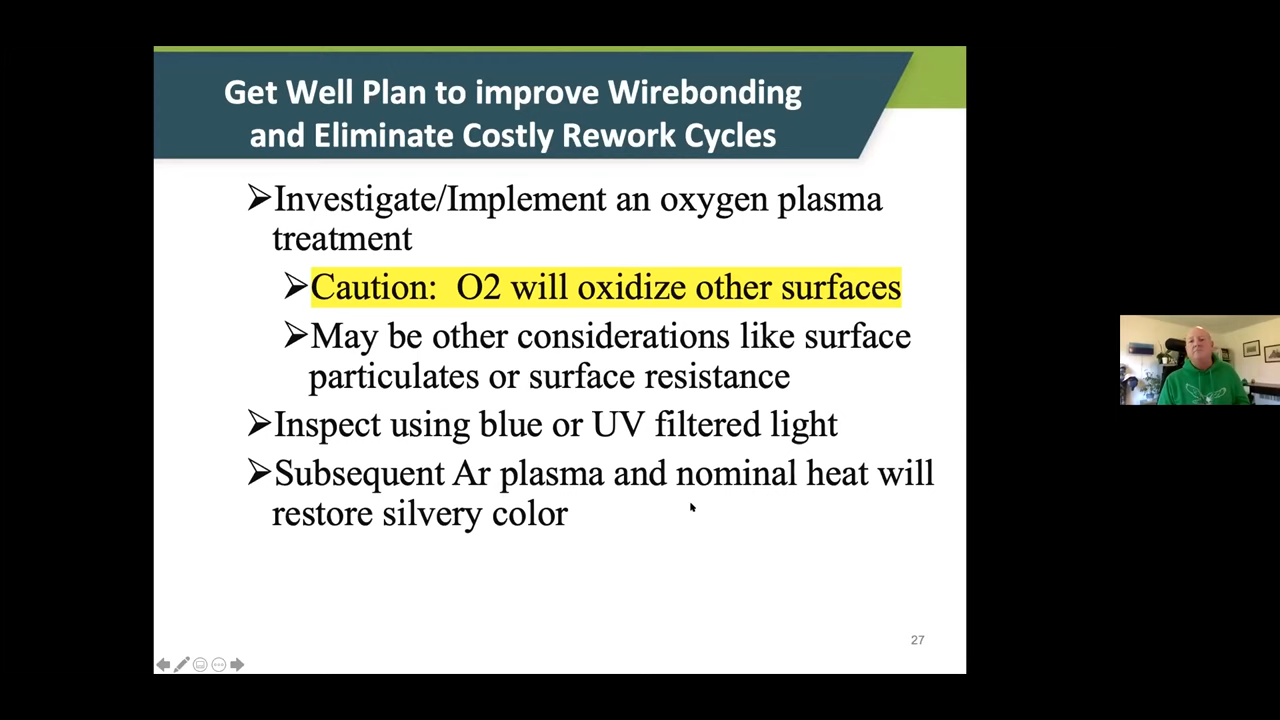 Get Well Plan to improve Wirebonding
and Eliminate Costly Rework Cycles
➢Investigate/Implement an oxygen plasma
treatment
➢Caution:  O2 will oxidize other surfaces
➢May be other considerations like surface
particulates or surface resistance
➢Inspect using blue or UV filtered light
➢Subsequent Ar plasma and nominal heat will
restore silvery color
27